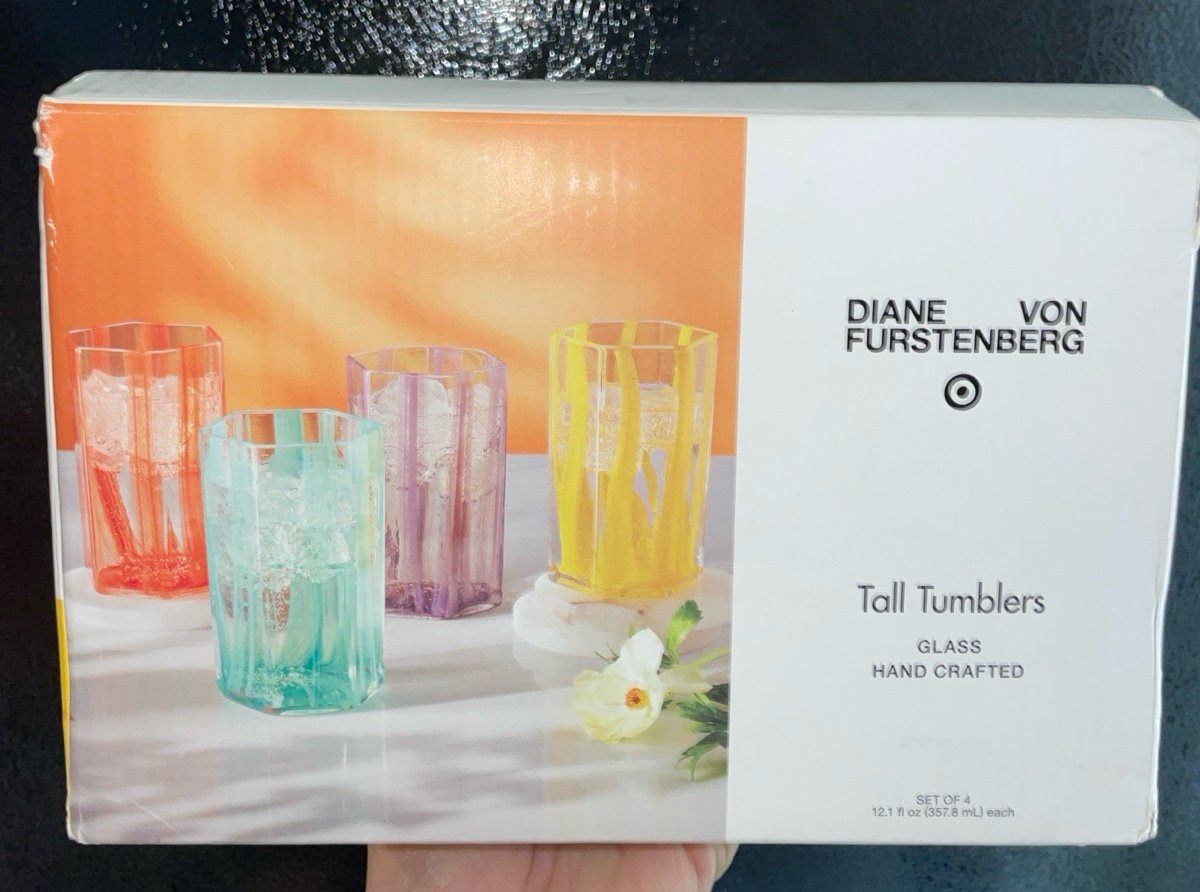 DIANE VON
FURSTENBERG
Tall Tumblers
GLASS
HAND CRAFTED
SET OF 4
12.1 fl oz (357.8 mL) each